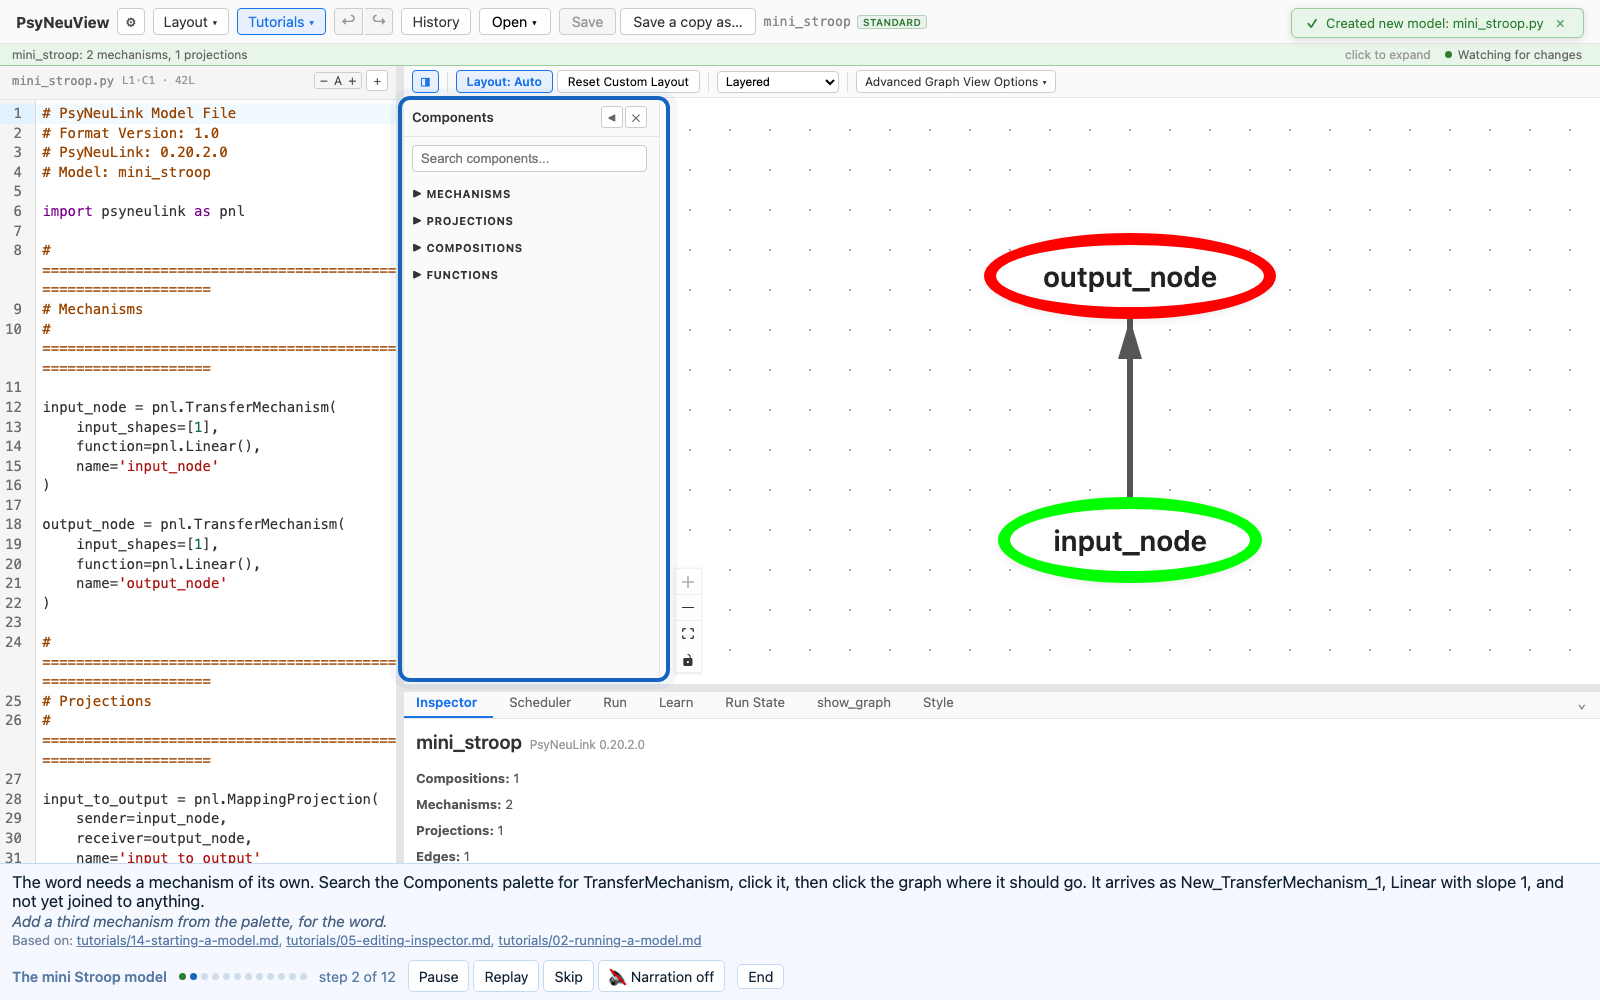 PsyNeuView ⚙ Layout ▾ Tutorials ▾ ↩ ↪ History Open ▾ Save Save a copy as... mini_stroop STANDARD
✓ Created new model: mini_stroop.py ×
mini_stroop: 2 mechanisms, 1 projections
click to expand ● Watching for changes
mini_stroop.py L1·C1 · 42L − A + +
Layout: Auto Reset Custom Layout Layered Advanced Graph View Options ▾
1 # PsyNeuLink Model File
2 # Format Version: 1.0
3 # PsyNeuLink: 0.20.2.0
4 # Model: mini_stroop
5
6 import psyneulink as pnl
7
8 #
==========================================
====================
9 # Mechanisms
10 #
==========================================
====================
11
12 input_node = pnl.TransferMechanism(
13 input_shapes=[1],
14 function=pnl.Linear(),
15 name='input_node'
16 )
17
18 output_node = pnl.TransferMechanism(
19 input_shapes=[1],
20 function=pnl.Linear(),
21 name='output_node'
22 )
23
24 #
==========================================
====================
25 # Projections
26 #
==========================================
====================
27
28 input_to_output = pnl.MappingProjection(
29 sender=input_node,
30 receiver=output_node,
31 name='input_to_output'
Components ◀ ×
Search components...
▶ MECHANISMS
▶ PROJECTIONS
▶ COMPOSITIONS
▶ FUNCTIONS
output_node
input_node
Inspector Scheduler Run Learn Run State show_graph Style
mini_stroop PsyNeuLink 0.20.2.0
Compositions: 1
Mechanisms: 2
Projections: 1
Edges: 1
The word needs a mechanism of its own. Search the Components palette for TransferMechanism, click it, then click the graph where it should go. It arrives as New_TransferMechanism_1, Linear with slope 1, and
not yet joined to anything.
Add a third mechanism from the palette, for the word.
Based on: tutorials/14-starting-a-model.md, tutorials/05-editing-inspector.md, tutorials/02-running-a-model.md
The mini Stroop model step 2 of 12 Pause Replay Skip Narration off End